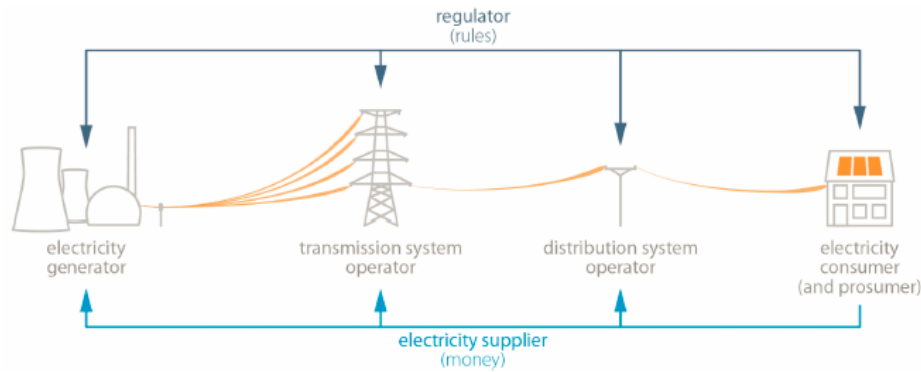 regulator
(rules)
electricity
generator
transmission system
operator
distribution system
operator
electricity
consumer
(and prosumer)
electricity supplier
(money)